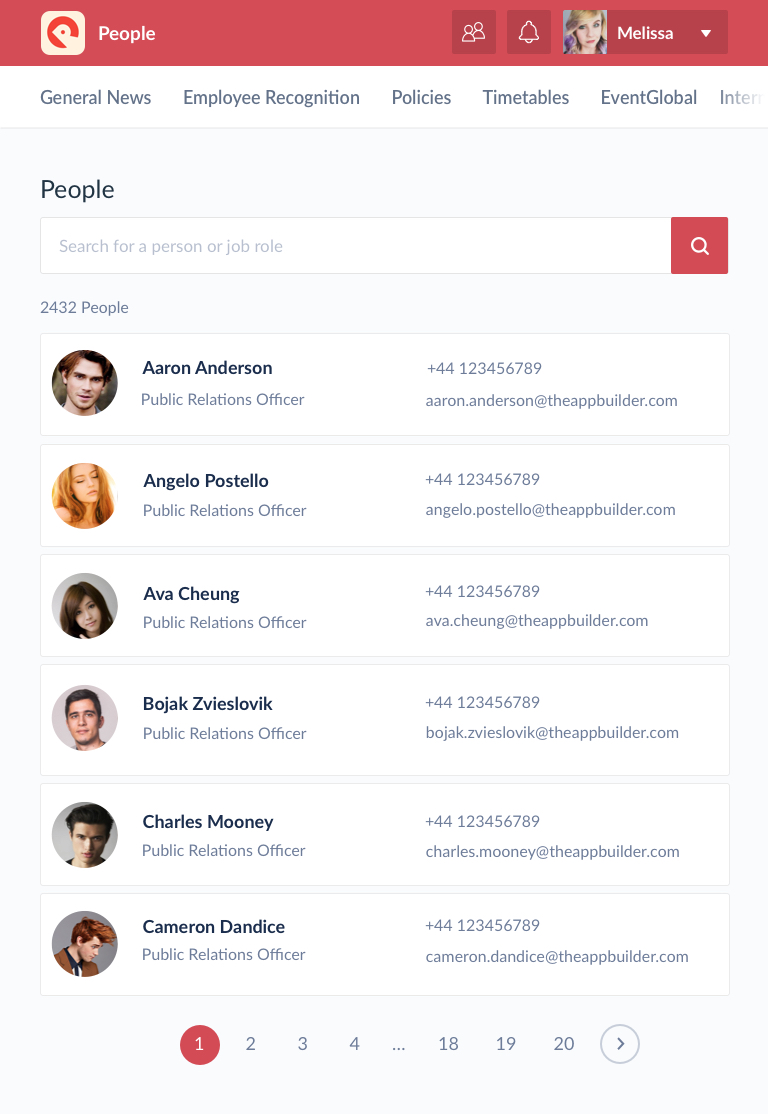 People
Melissa
General News Employee Recognition Policies Timetables EventGlobal Intern
People
Search for a person or job role
2432 People
Aaron Anderson +44 123456789
Public Relations Officer aaron.anderson@theappbuilder.com
Angelo Postello +44 123456789
Public Relations Officer angelo.postello@theappbuilder.com
Ava Cheung +44 123456789
Public Relations Officer ava.cheung@theappbuilder.com
Bojak Zvieslovik +44 123456789
Public Relations Officer bojak.zvieslovik@theappbuilder.com
Charles Mooney +44 123456789
Public Relations Officer charles.mooney@theappbuilder.com
Cameron Dandice +44 123456789
Public Relations Officer cameron.dandice@theappbuilder.com
1 2 3 4 ... 18 19 20